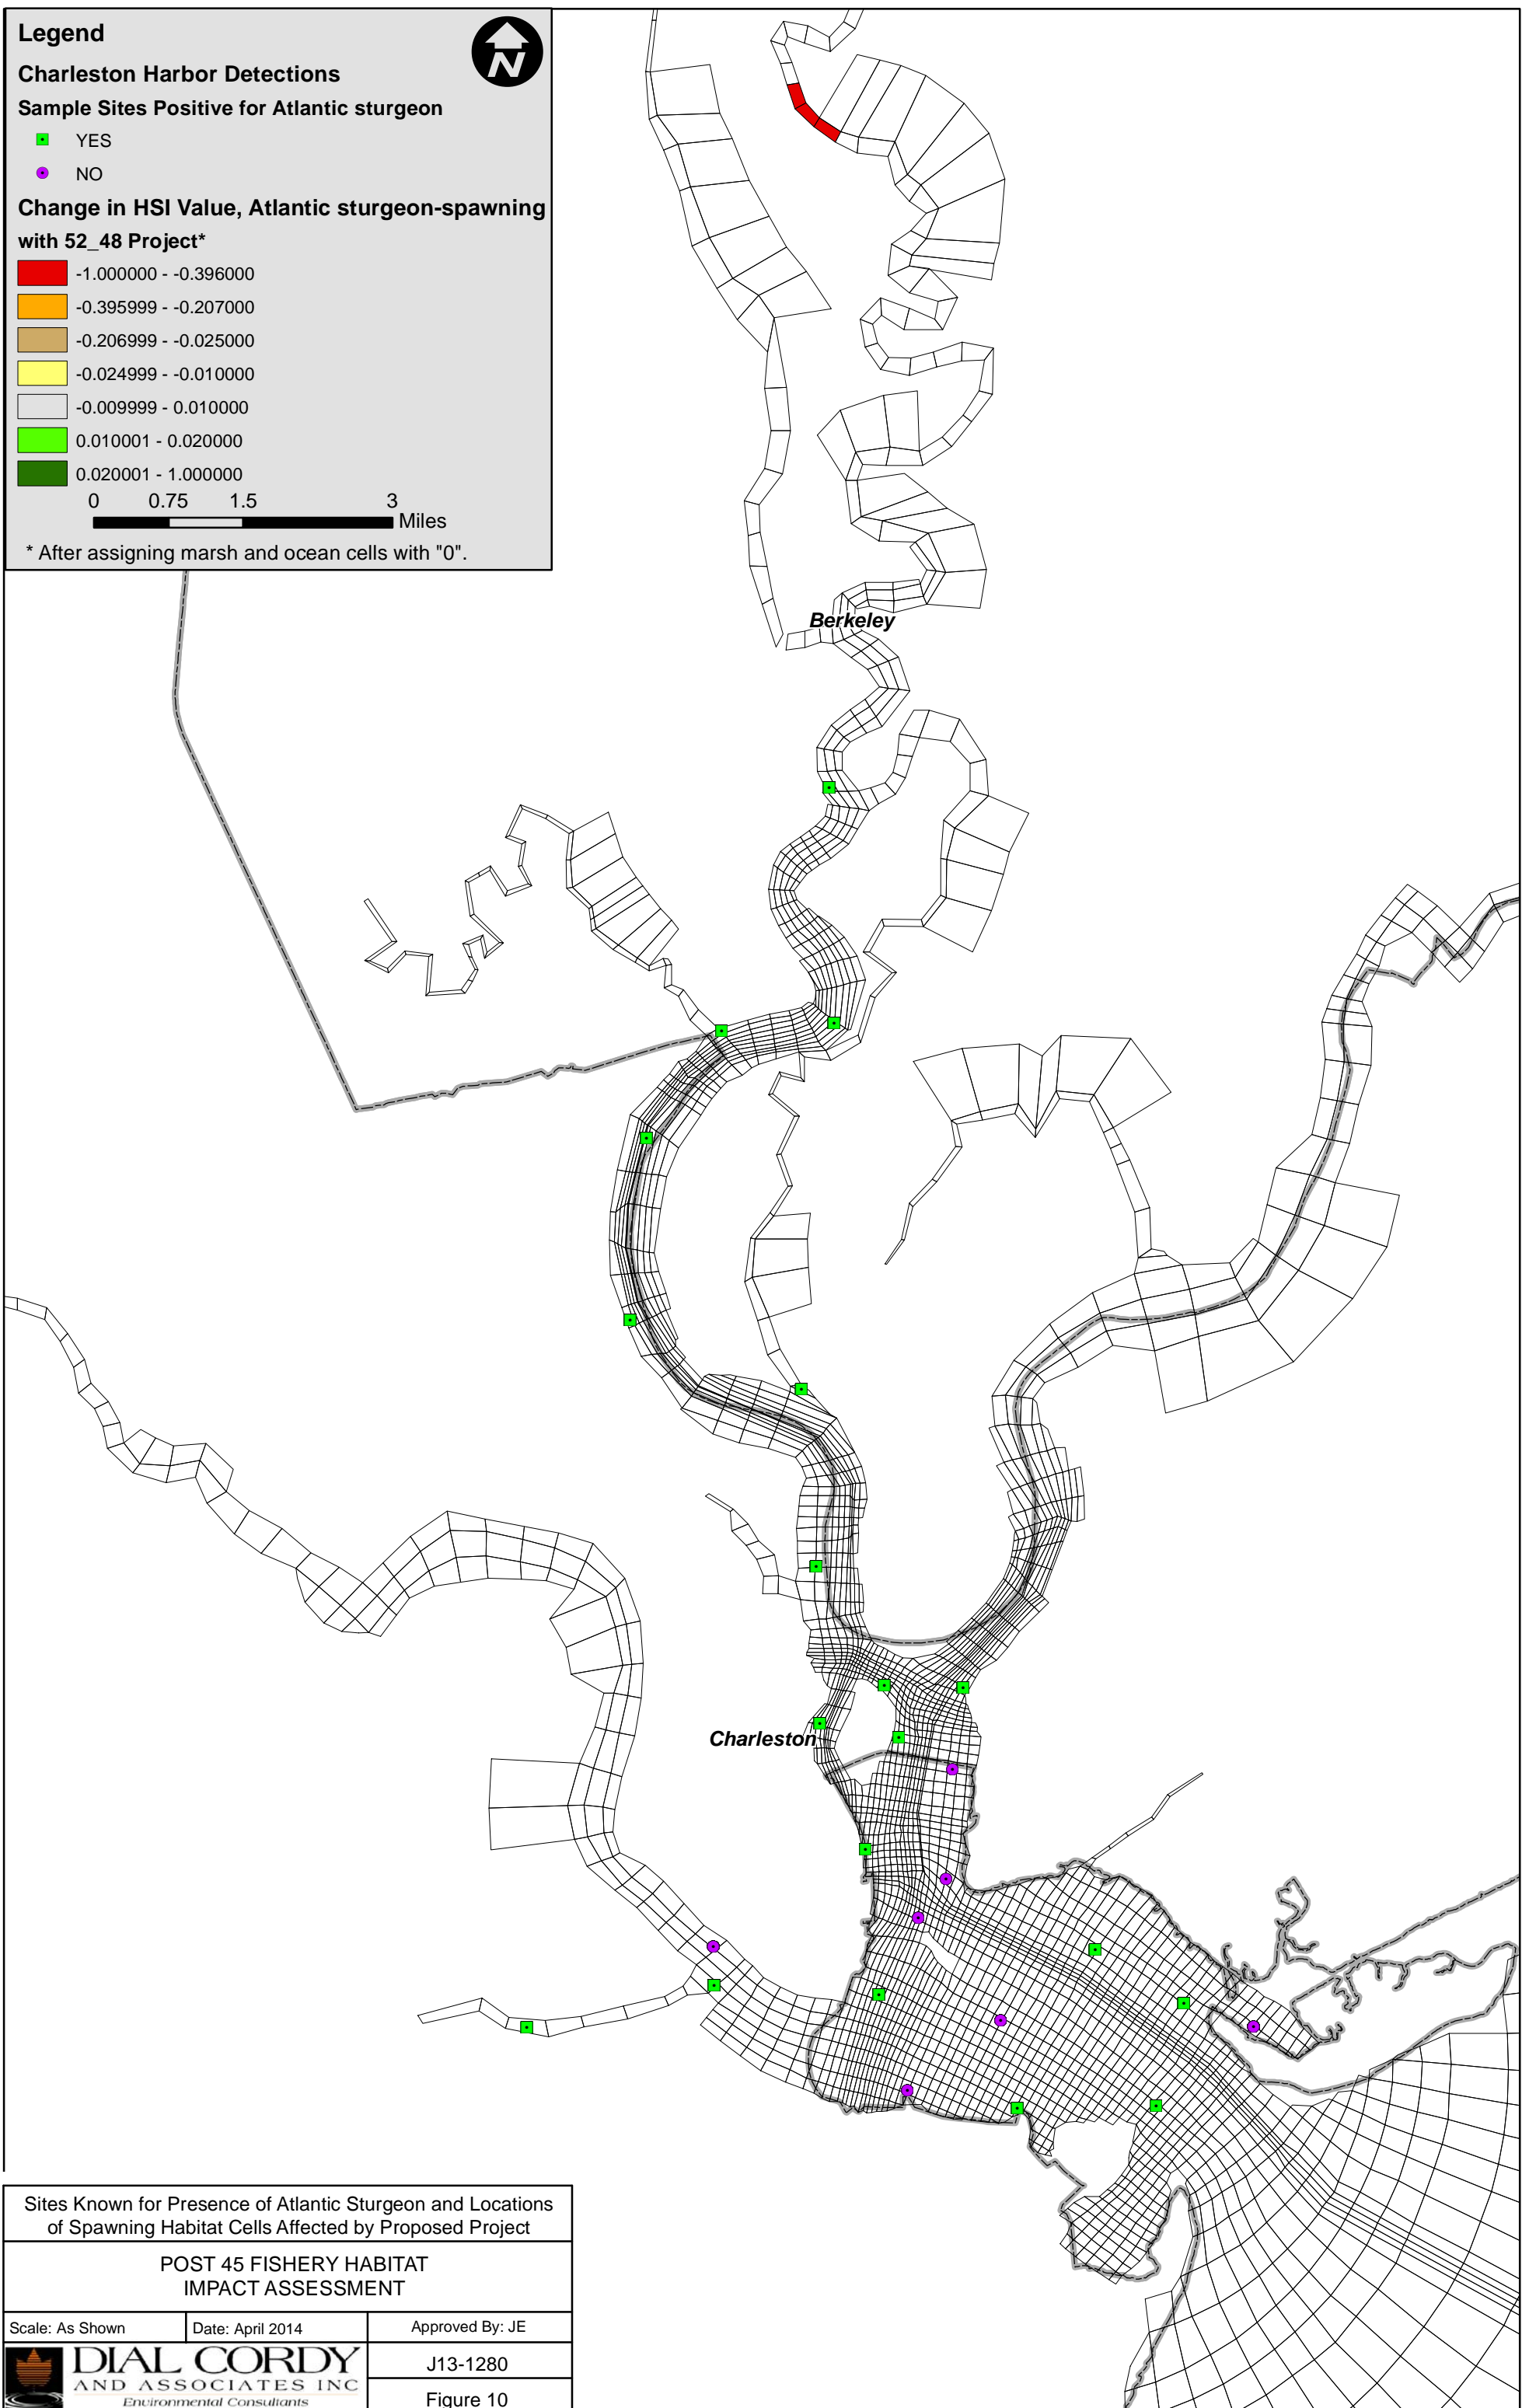 Legend
N
Charleston Harbor Detections
Sample Sites Positive for Atlantic sturgeon
YES
NO
Change in HSI Value, Atlantic sturgeon-spawning
with 52_48 Project*
-1.000000 - -0.396000
-0.395999 - -0.207000
-0.206999 - -0.025000
-0.024999 - -0.010000
-0.009999 - 0.010000
0.010001 - 0.020000
0.020001 - 1.000000
0 0.75 1.5 3
Miles
* After assigning marsh and ocean cells with "0".
Berkeley
Charleston
Sites Known for Presence of Atlantic Sturgeon and Locations
of Spawning Habitat Cells Affected by Proposed Project
POST 45 FISHERY HABITAT
IMPACT ASSESSMENT
Scale: As Shown
Date: April 2014
Approved By: JE
DIAL CORDY
AND ASSOCIATES INC
Environmental Consultants
J13-1280
Figure 10